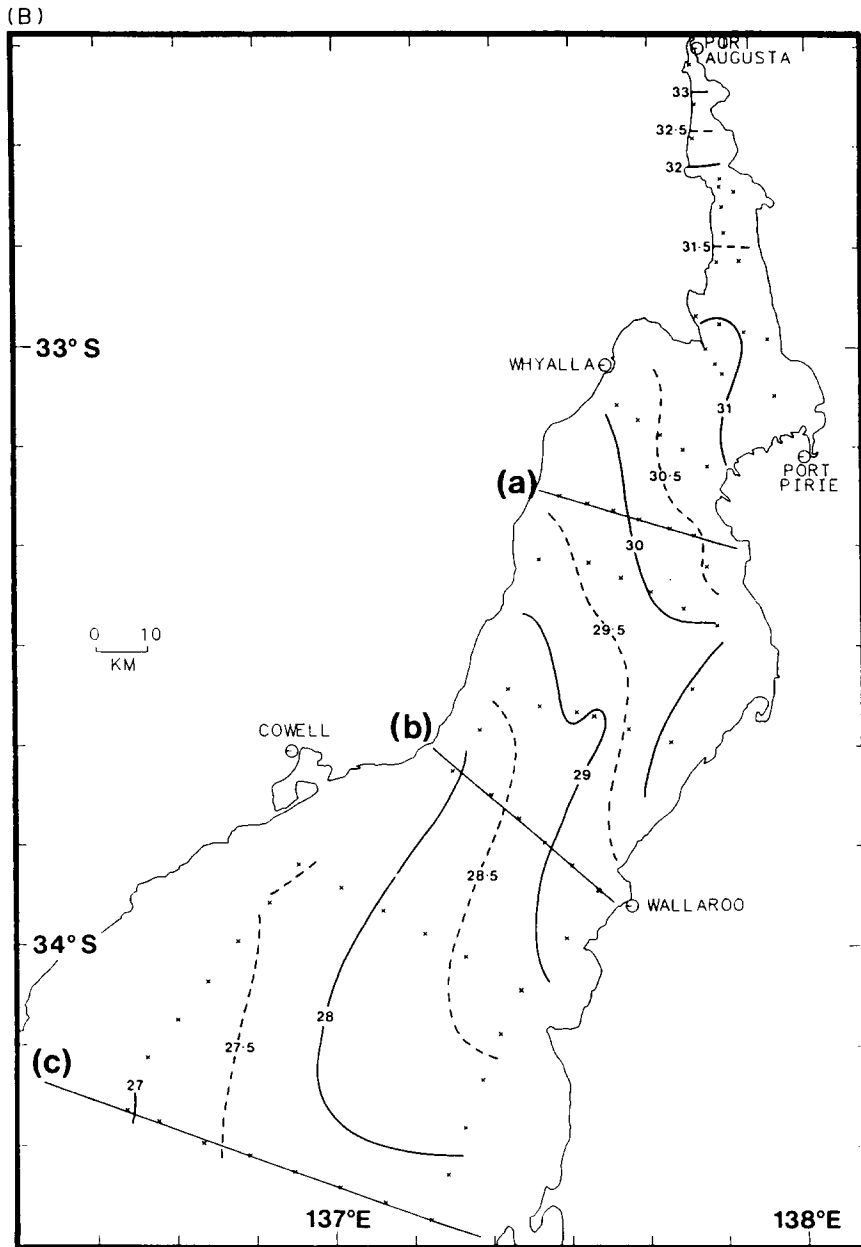 (B)
PORT
AUGUSTA
33
32·5
32
31·5
33°S
WHYALLA
31
PORT
PIRIE
30·5
(a)
30
0 10
KM
29·5
COWELL
(b)
29
28·5
WALLAROO
34°S
28
27·5
(c)
27
137°E
138°E